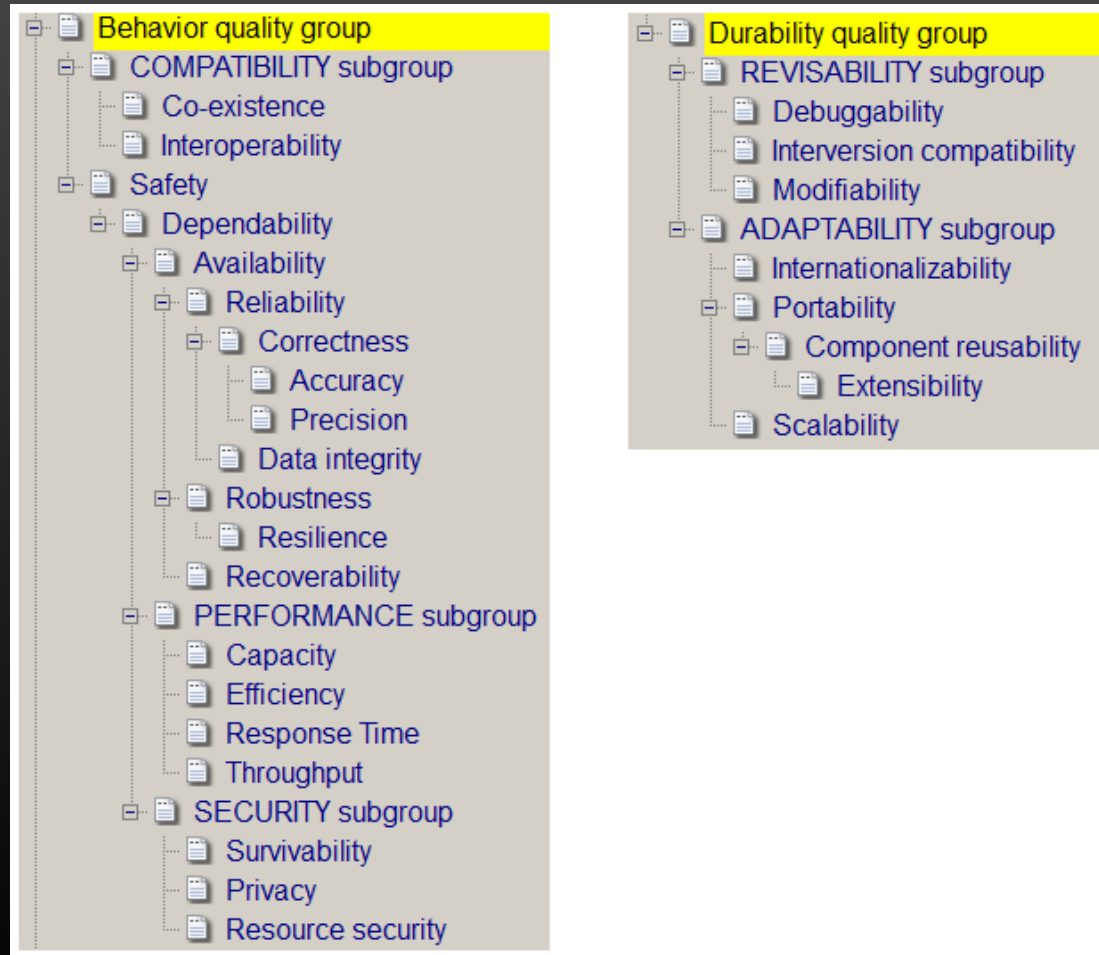 Behavior quality group
COMPATIBILITY subgroup
Co-existence
Interoperability
Safety
Dependability
Availability
Reliability
Correctness
Accuracy
Precision
Data integrity
Robustness
Resilience
Recoverability
PERFORMANCE subgroup
Capacity
Efficiency
Response Time
Throughput
SECURITY subgroup
Survivability
Privacy
Resource security
Durability quality group
REVISABILITY subgroup
Debuggability
Interversion compatibility
Modifiability
ADAPTABILITY subgroup
Internationalizability
Portability
Component reusability
Extensibility
Scalability